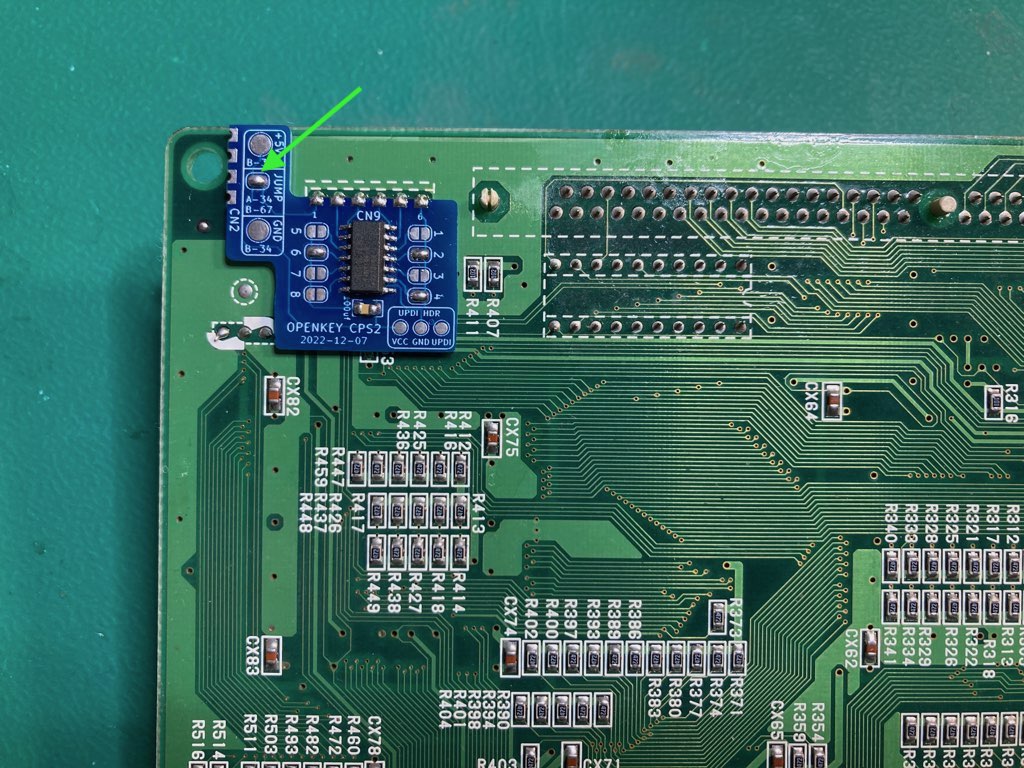 +5V
B-
JUMP
A-34
B-67
GND
B-34
CN2
1
CN9
6
5
6
7
8
1
2
3
4
100nf
UPDI HDR
OPENKEY CPS2
VCC GND UPDI
2022-12-07
3
R411
R407
CX82
CX64
R316
CX75
R436
R425
R416
R412
R459
R447
R448
R437
R426
R417
R413
R449
R438
R427
R418
R414
R340
R333
R328
R325
R321
R317
R312
CX74
R402
R400
R397
R393
R389
R386
R373
CX83
CX62
R341
R334
R329
R326
R322
R318
R313
R383
R380
R377
R374
R371
R404
R401
R398
R394
R390
R516
R514
R511
R503
R493
R482
R472
R460
CX78
R403
CX71
CX65
R359
R354